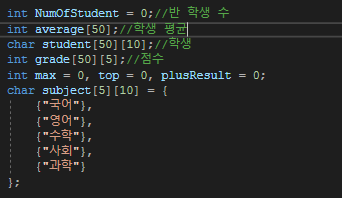 int NumOfStudent = 0;//반 학생 수
int average[50];//학생 평균
char student[50][10];//학생
int grade[50][5];//점수
int max = 0, top = 0, plusResult = 0;
char subject[5][10] = {
{"국어"},
{"영어"},
{"수학"},
{"사회"},
{"과학"}
};